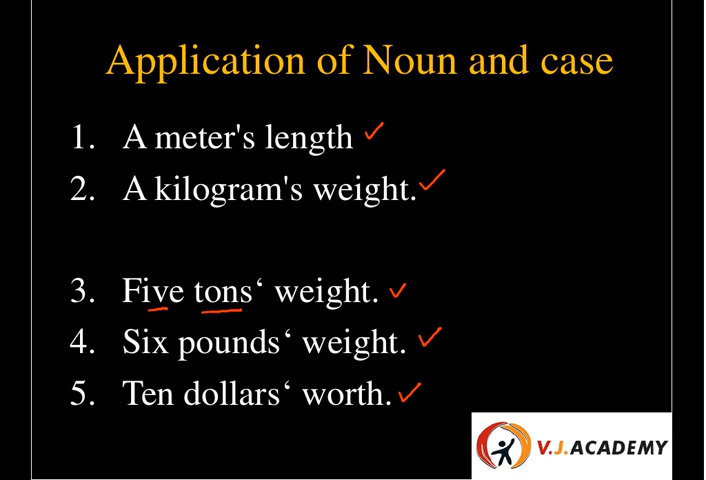 Application of Noun and case
1. A meter's length
2. A kilogram's weight.
3. Five tons‘ weight.
4. Six pounds‘ weight.
5. Ten dollars‘ worth.
V.J.ACADEMY